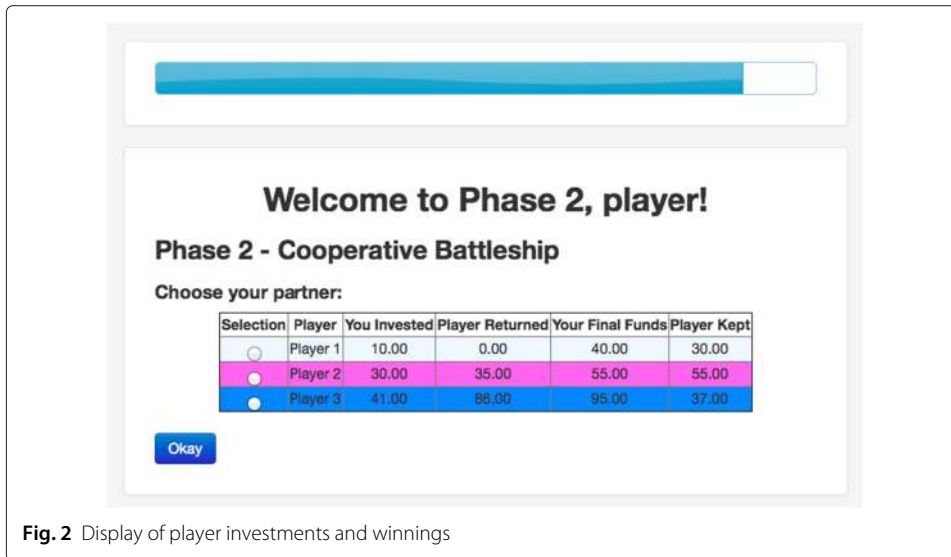 Welcome to Phase 2, player!
Phase 2 - Cooperative Battleship
Choose your partner:
Selection Player You Invested Player Returned Your Final Funds Player Kept
Player 1 10.00 0.00 40.00 30.00
Player 2 30.00 35.00 55.00 55.00
Player 3 41.00 86.00 95.00 37.00
Okay
Fig. 2 Display of player investments and winnings